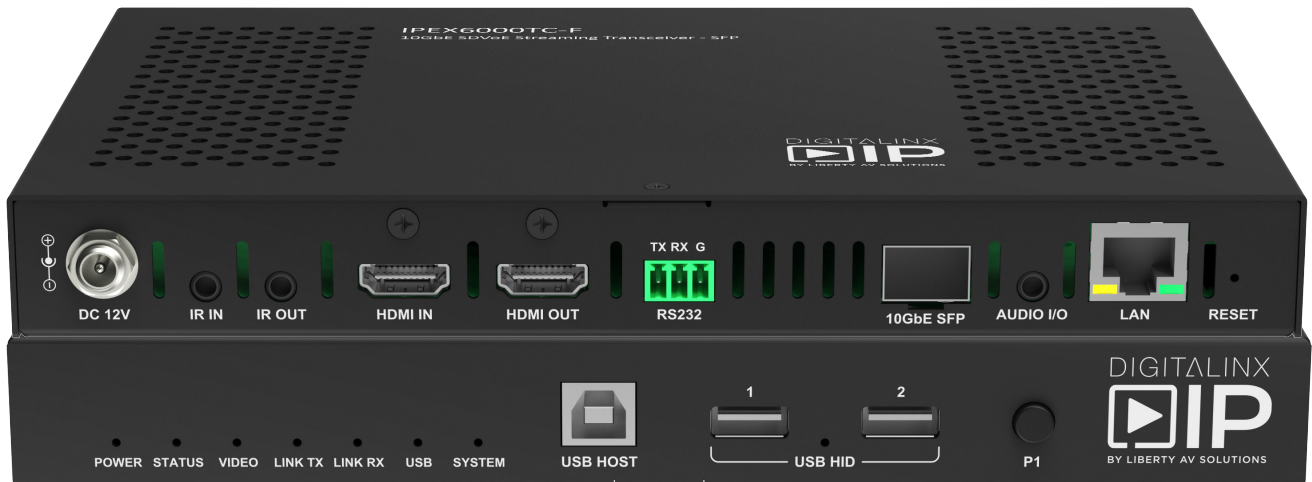 IPEX6000TC-F
10GbE SDVoE Streaming Transceiver - SFP
DIGITALINX
IP
BY LIBERTY AV SOLUTIONS
TX RX G
DC 12V IR IN IR OUT HDMI IN HDMI OUT RS232 10GbE SFP AUDIO I/O LAN RESET
DIGITALINX
IP
BY LIBERTY AV SOLUTIONS
1 2
POWER STATUS VIDEO LINK TX LINK RX USB SYSTEM USB HOST USB HID P1